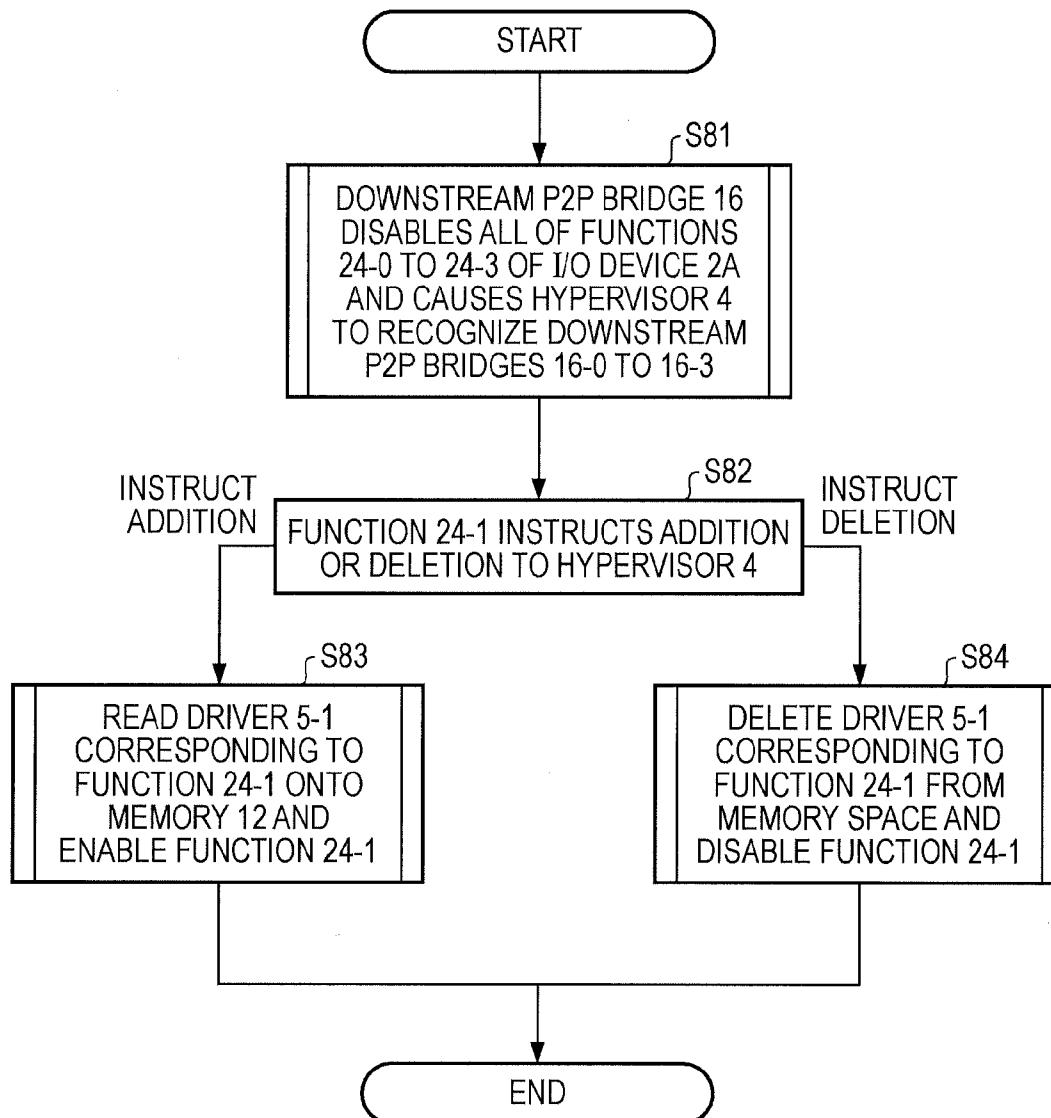 START
S81
DOWNSTREAM P2P BRIDGE 16
DISABLES ALL OF FUNCTIONS
24-0 TO 24-3 OF I/O DEVICE 2A
AND CAUSES HYPERVISOR 4
TO RECOGNIZE DOWNSTREAM
P2P BRIDGES 16-0 TO 16-3
S82
INSTRUCT
ADDITION
INSTRUCT
DELETION
FUNCTION 24-1 INSTRUCTS ADDITION
OR DELETION TO HYPERVISOR 4
S83
READ DRIVER 5-1
CORRESPONDING TO
FUNCTION 24-1 ONTO
MEMORY 12 AND
ENABLE FUNCTION 24-1
S84
DELETE DRIVER 5-1
CORRESPONDING TO
FUNCTION 24-1 FROM
MEMORY SPACE AND
DISABLE FUNCTION 24-1
END